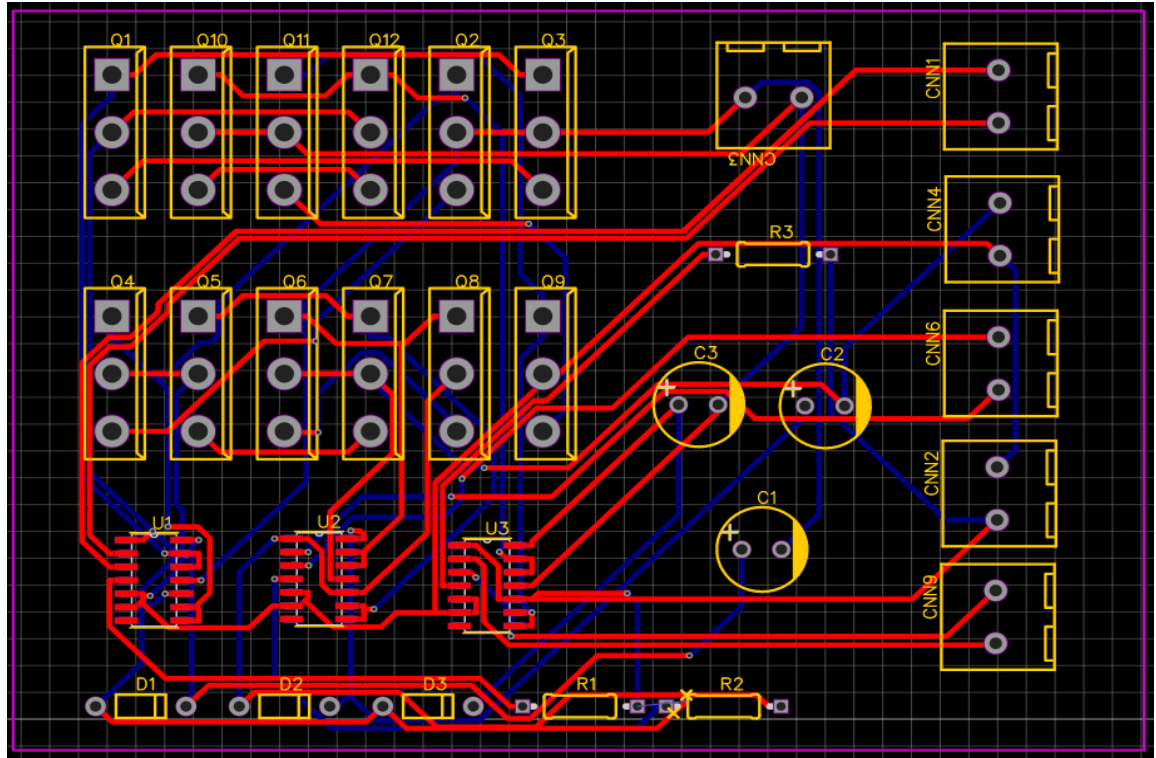 Q1 Q10 Q11 Q12 Q2 Q3
CNN1
CNN3
CNN4
R3
Q4 Q5 Q6 Q7 Q8 Q9
CNN6
C3 C2
CNN2
C1
U1 U2 U3
CNN9
D1 D2 D3 R1 R2